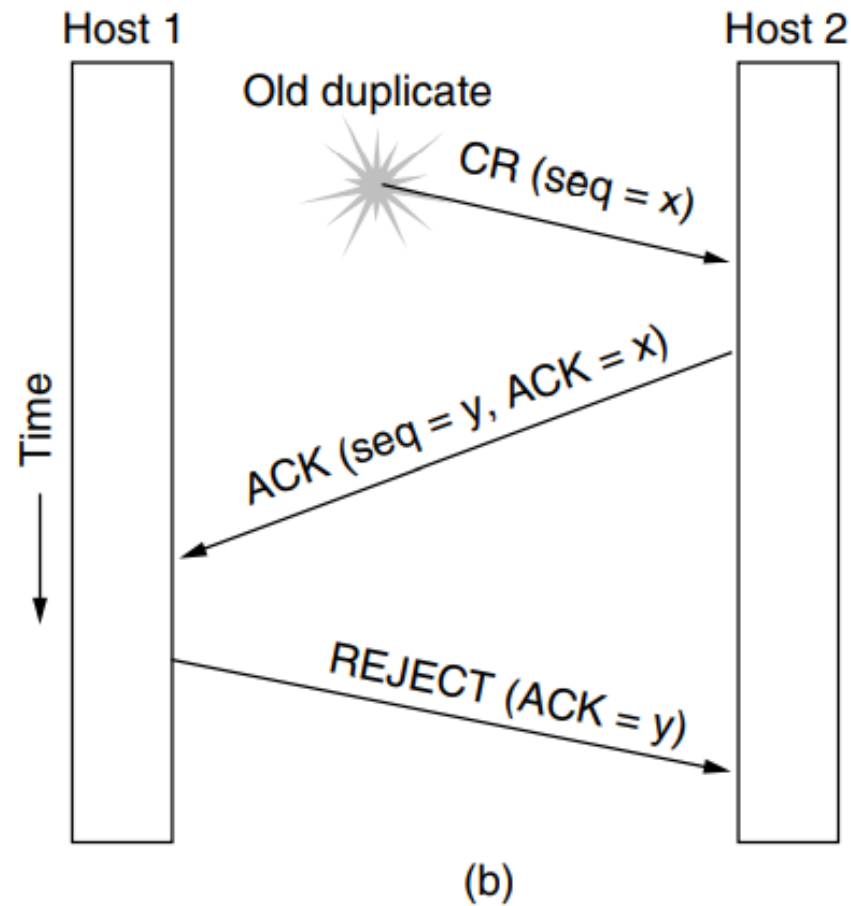 Host 1
Host 2
Old duplicate
CR (seq = x)
ACK (seq = y, ACK = x)
Time
REJECT (ACK = y)
(b)